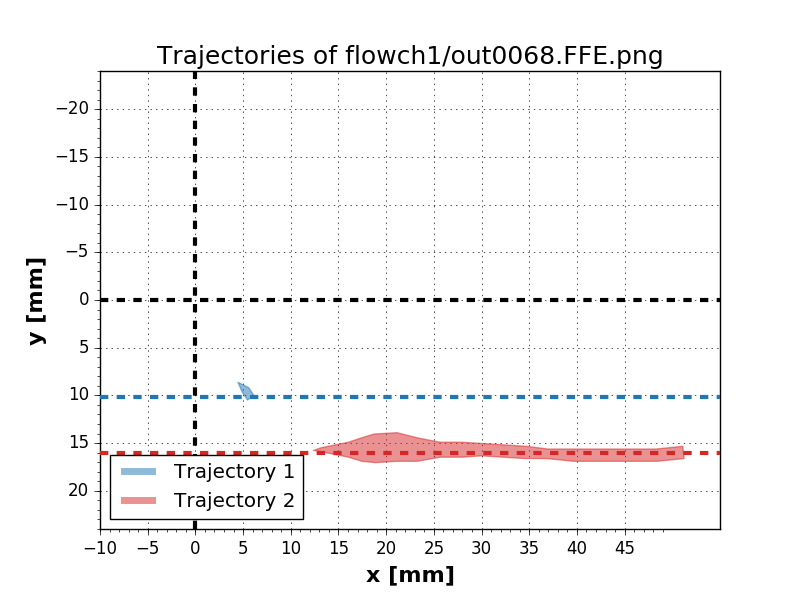 Trajectories of flowch1/out0068.FFE.png
y [mm]
−20
−15
−10
−5
0
5
10
15
20
Trajectory 1
Trajectory 2
−10 −5 0 5 10 15 20 25 30 35 40 45
x [mm]